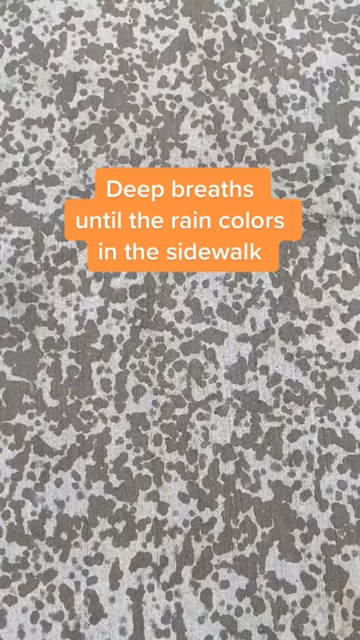 Deep breaths
until the rain colors
in the sidewalk